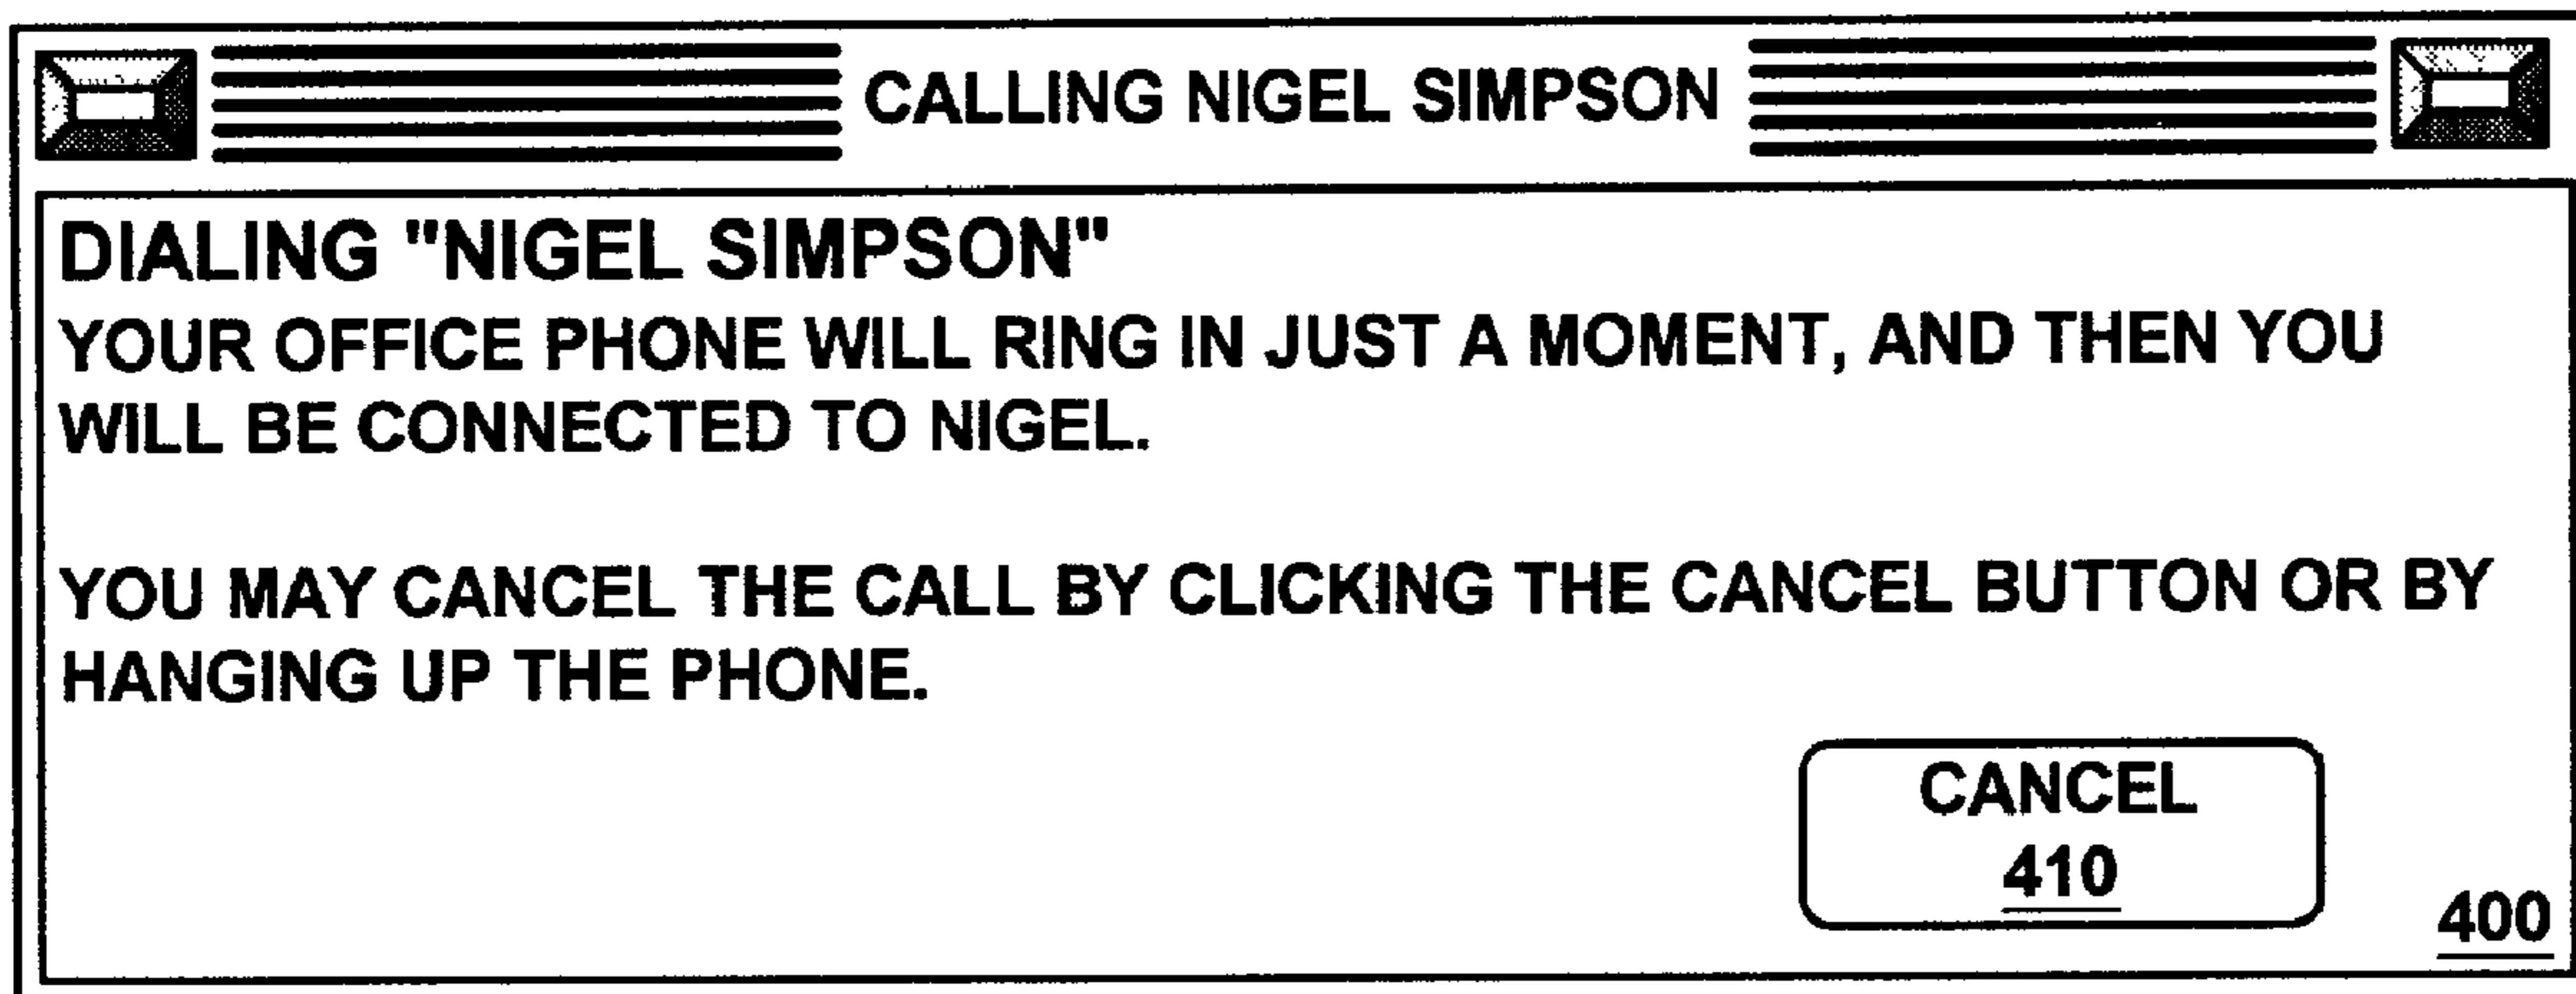 CALLING NIGEL SIMPSON
DIALING "NIGEL SIMPSON"
YOUR OFFICE PHONE WILL RING IN JUST A MOMENT, AND THEN YOU
WILL BE CONNECTED TO NIGEL.
YOU MAY CANCEL THE CALL BY CLICKING THE CANCEL BUTTON OR BY
HANGING UP THE PHONE.
CANCEL
410
400